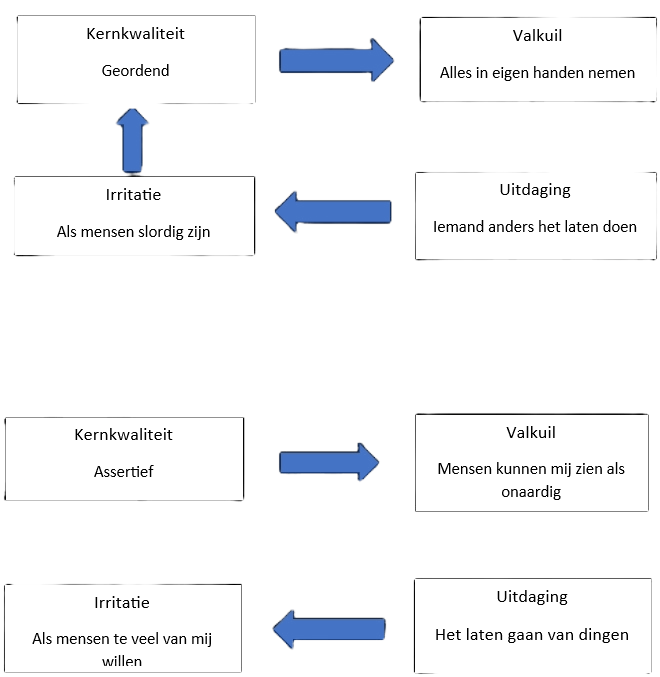 Kernkwaliteit
Geordend
Valkuil
Alles in eigen handen nemen
Irritatie
Als mensen slordig zijn
Uitdaging
Iemand anders het laten doen
Kernkwaliteit
Assertief
Valkuil
Mensen kunnen mij zien als
onaardig
Irritatie
Als mensen te veel van mij
willen
Uitdaging
Het laten gaan van dingen